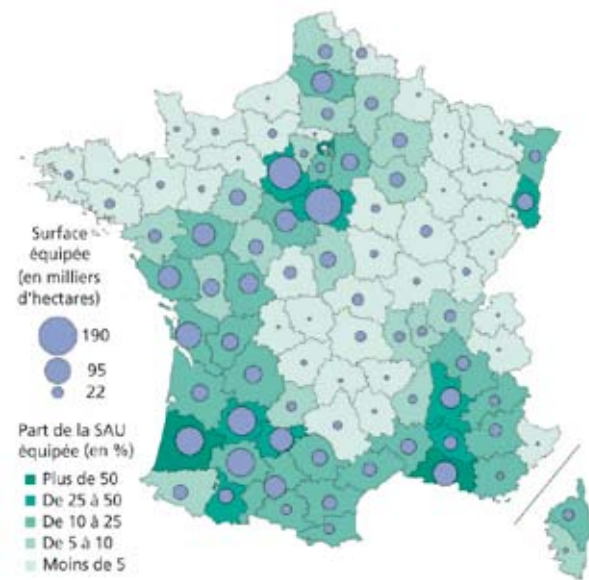 Surface
équipée
(en milliers
d'hectares)
190
95
22
Part de la SAU
équipée (en %)
Plus de 50
De 25 à 50
De 10 à 25
De 5 à 10
Moins de 5